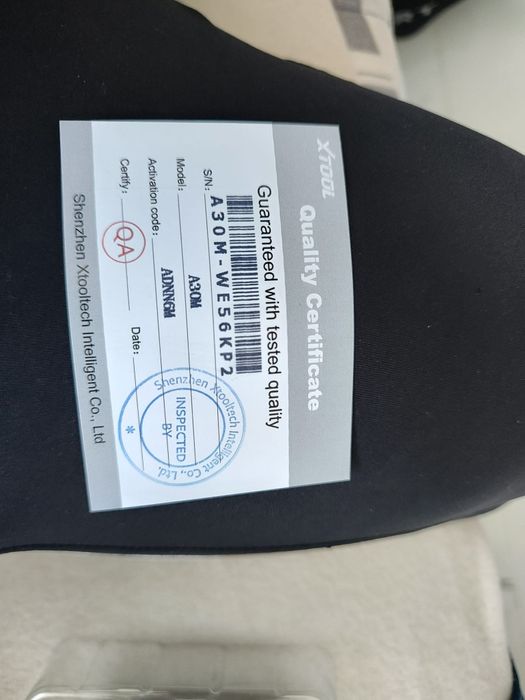 XTOOL
Quality Certificate
Guaranteed with tested quality
S/N: A30M-WE56KP2
Model: A30M
Activation code: ADNNGM
Certify: QA Date:
Shenzhen Xtooltech Intelligent Co., Ltd.
INSPECTED
BY
*
Shenzhen Xtooltech Intelligent Co., Ltd